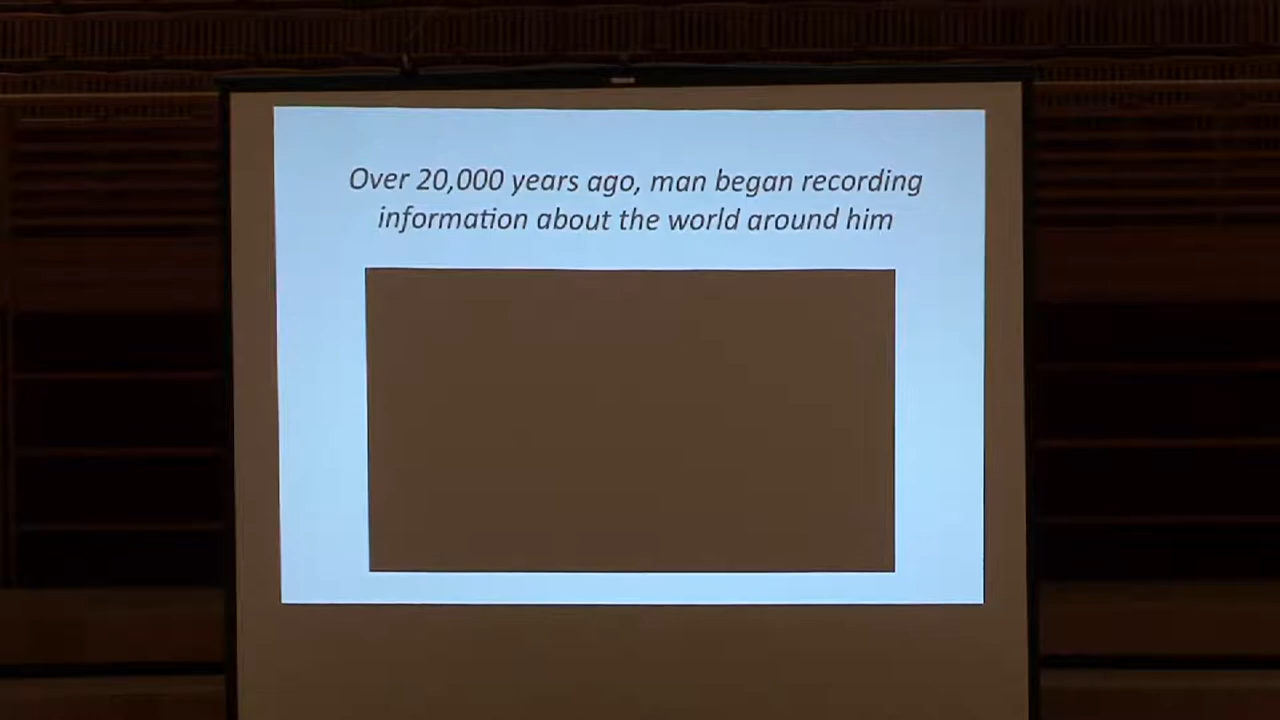 Over 20,000 years ago, man began recording
information about the world around him